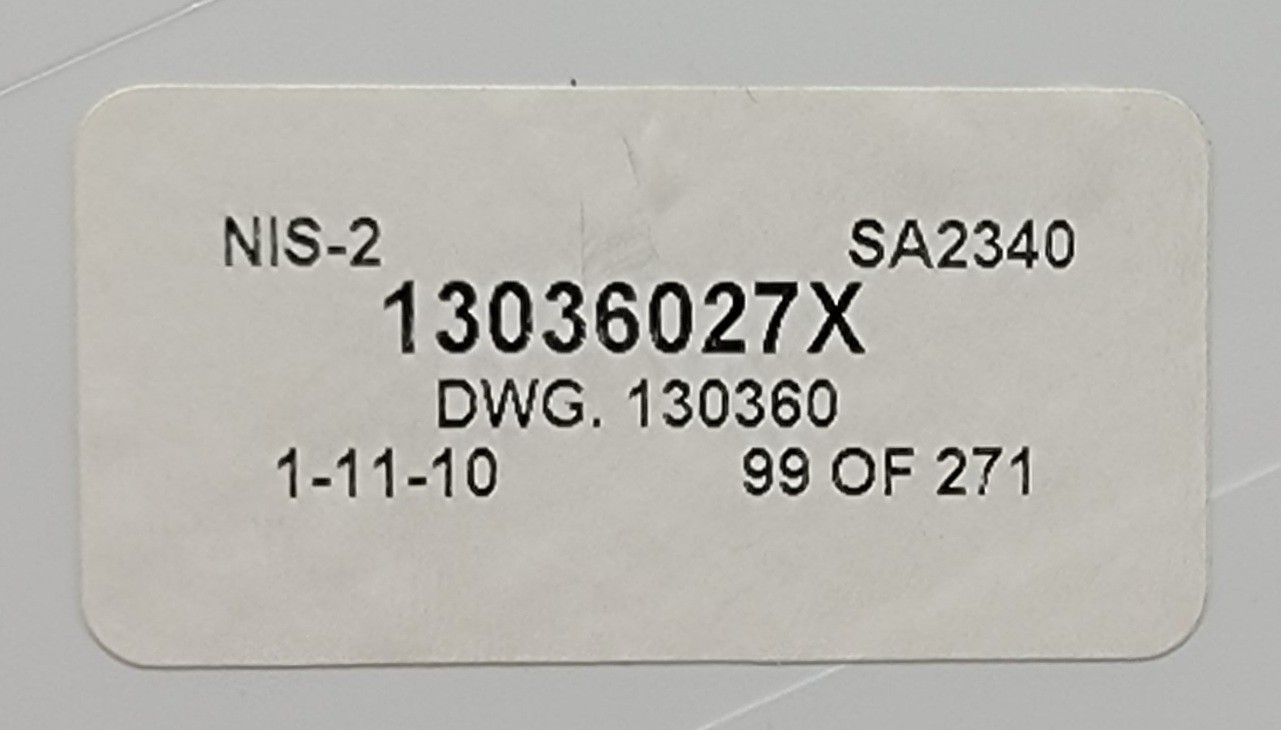 NIS-2 SA2340
13036027X
DWG. 130360
1-11-10 99 OF 271